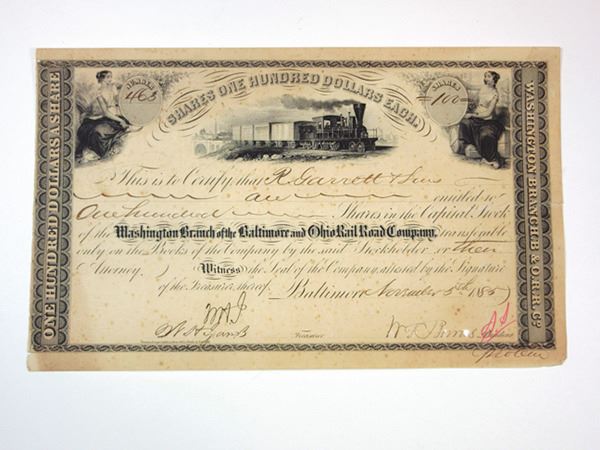 NUMBER
463
SHARES ONE HUNDRED DOLLARS EACH.
SHARES
=100=
ONE HUNDRED DOLLARS A SHARE
WASHINGTON BRANCH B & O R.R. Co.
This is to Certify that R. Garrett & Sons
are entitled to
One hundred Shares in the Capital Stock
of the Washington Branch of the Baltimore and Ohio Rail Road Company, transferable
only on the Books of the Company by the said Stockholder or their
Attorney.
Witness the Seal of the Company attested by the Signature
of the Treasurer thereof. Baltimore November 5th 1857
Treasurer